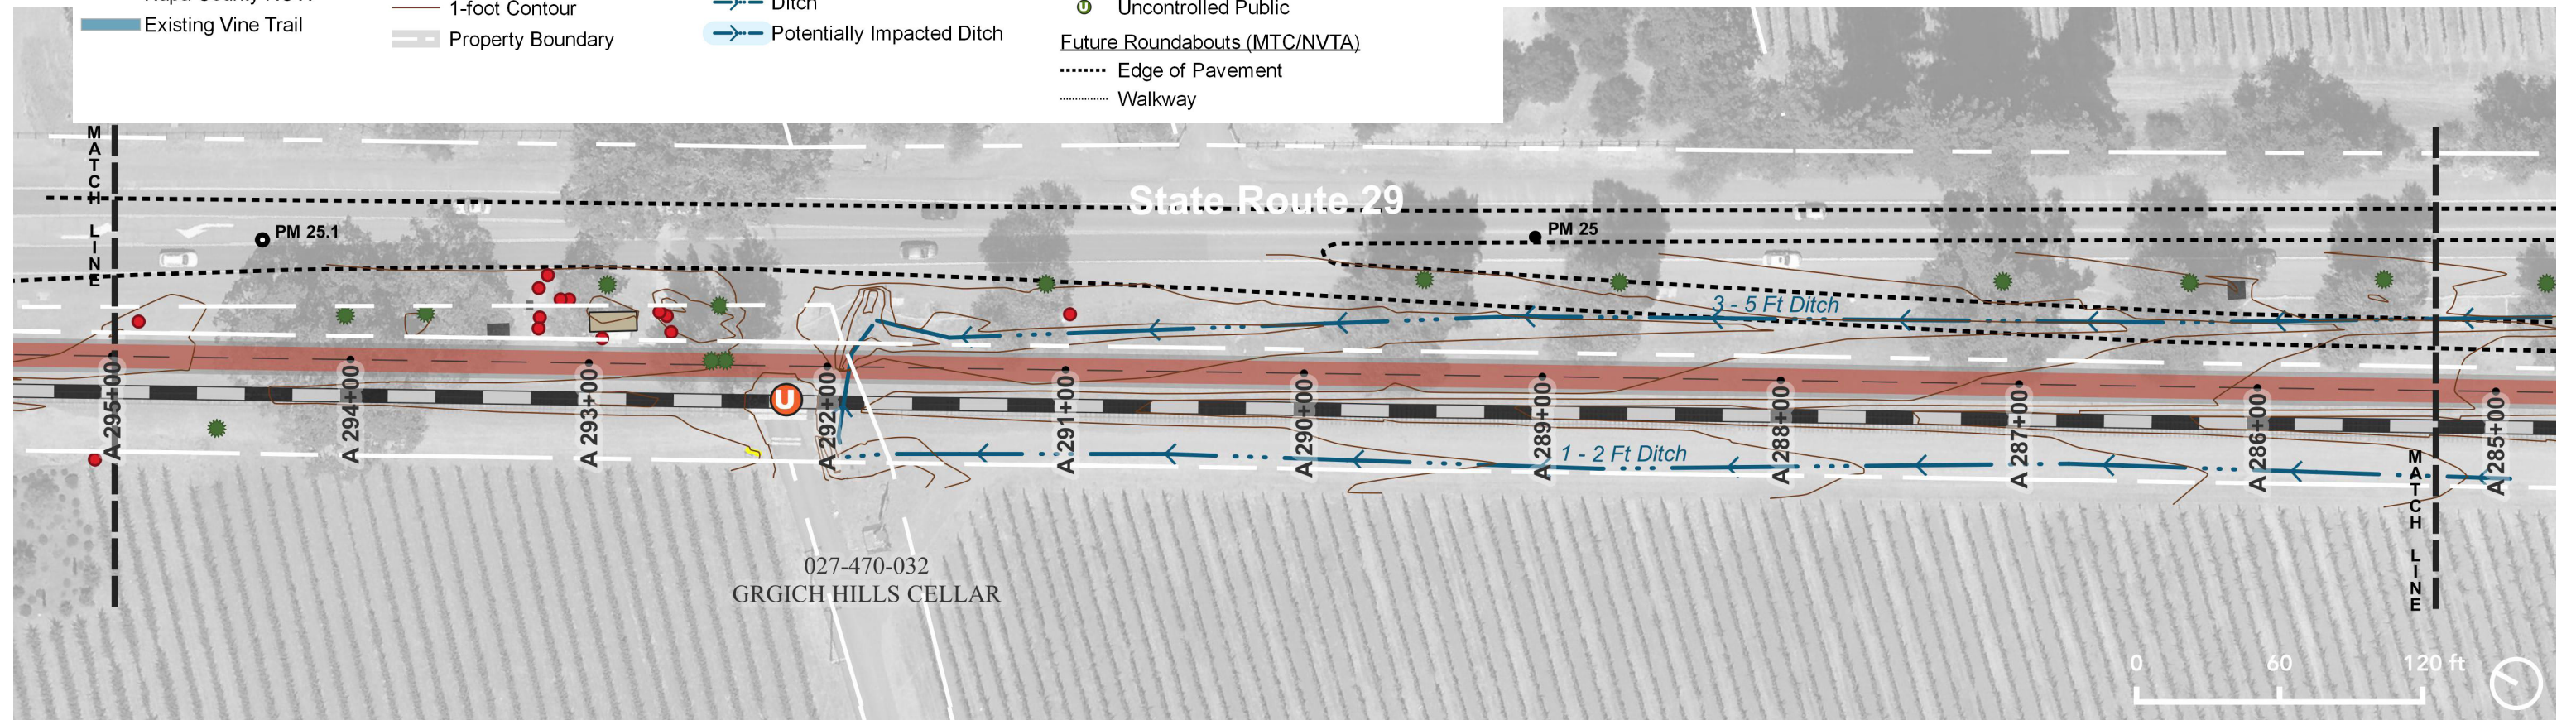 Existing Vine Trail
1-foot Contour
Property Boundary
Ditch
Potentially Impacted Ditch
U
Uncontrolled Public
Future Roundabouts (MTC/NVTA)
Edge of Pavement
Walkway
MATCH LINE
State Route 29
PM 25.1
PM 25
3 - 5 Ft Ditch
U
A 295+00
A 294+00
A 293+00
A 292+00
A 291+00
A 290+00
A 289+00
A 288+00
A 287+00
A 286+00
A 285+00
1 - 2 Ft Ditch
MATCH LINE
027-470-032
GRGICH HILLS CELLAR
0 60 120 ft